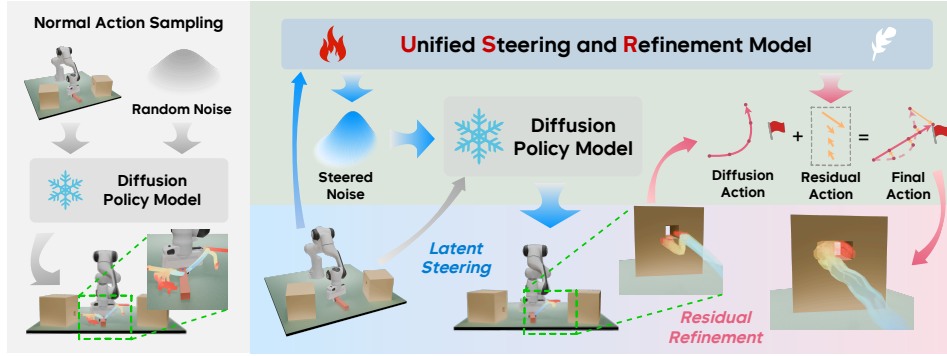 Normal Action Sampling
Random Noise
Diffusion
Policy Model
Unified Steering and Refinement Model
Steered
Noise
Diffusion
Policy Model
Diffusion
Action
+
Residual
Action
=
Final
Action
Latent
Steering
Residual
Refinement